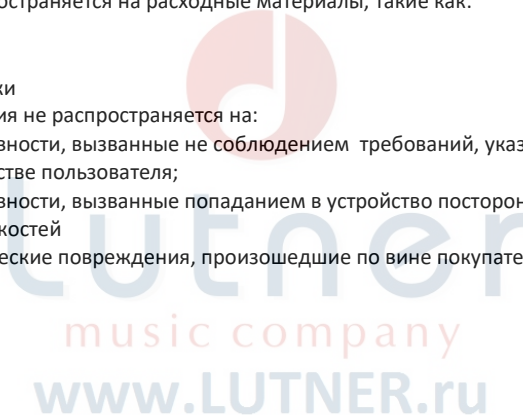 остраняется на расходные материалы, такие как:
ки
ия не распространяется на:
вности, вызванные не соблюдением требований, указ
стве пользователя;
вности, вызванные попаданием в устройство посторон
костей
еские повреждения, произошедшие по вине покупате
Lutner
music company
www.LUTNER.ru